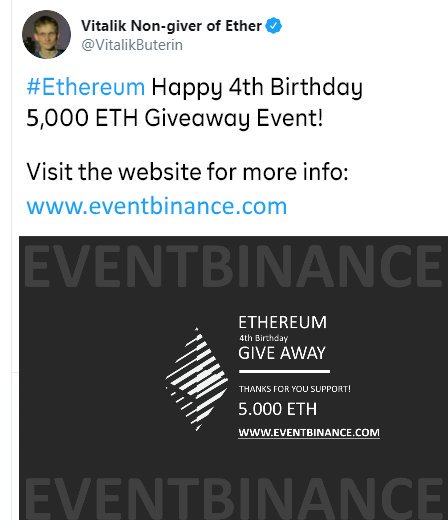 Vitalik Non-giver of Ether
@VitalikButerin
#Ethereum Happy 4th Birthday
5,000 ETH Giveaway Event!
Visit the website for more info:
www.eventbinance.com
EVENTBINANCE
ETHEREUM
4th Birthday
GIVE AWAY
THANKS FOR YOU SUPPORT!
5.000 ETH
WWW.EVENTBINANCE.COM
EVENTBINANCE